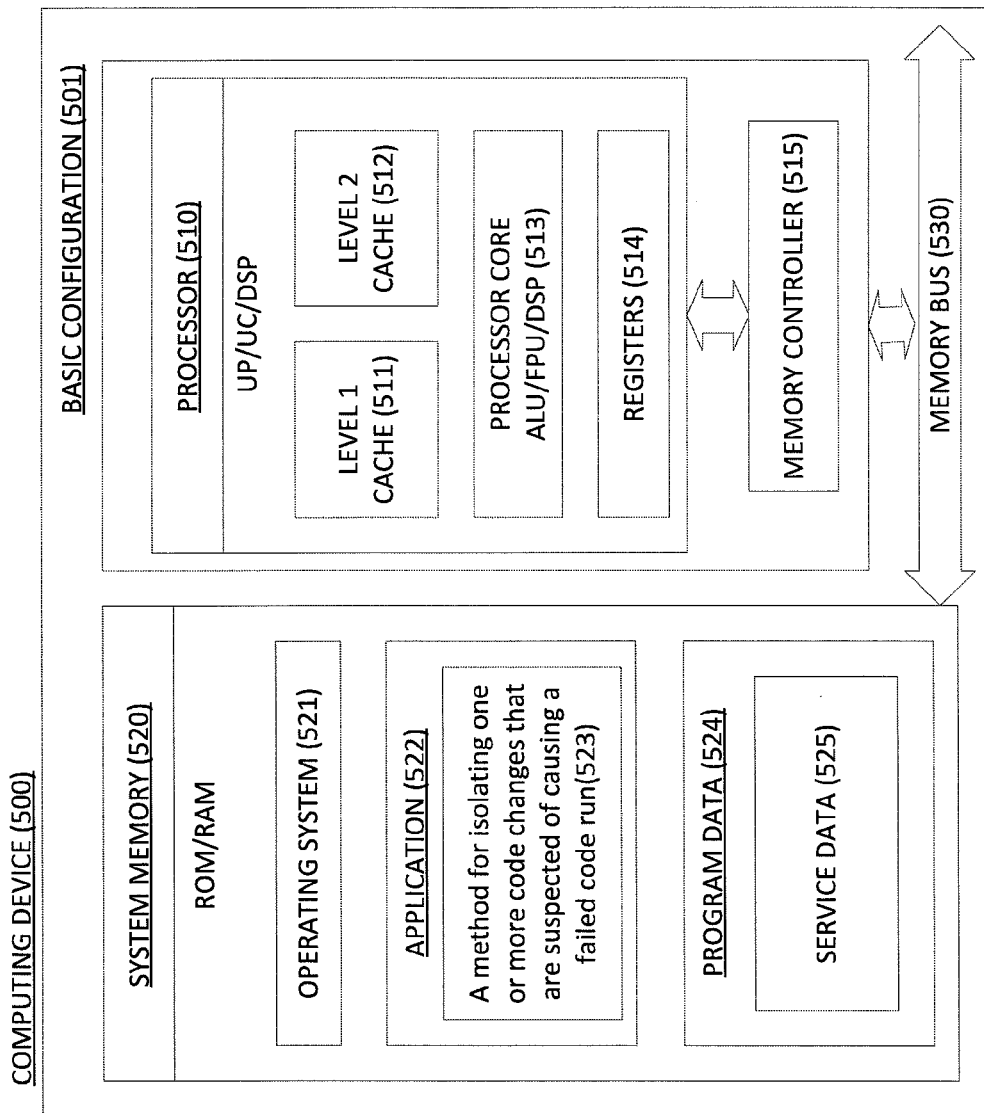 COMPUTING DEVICE (500)
SYSTEM MEMORY (520)
ROM/RAM
OPERATING SYSTEM (521)
APPLICATION (522)
A method for isolating one
or more code changes that
are suspected of causing a
failed code run(523)
PROGRAM DATA (524)
SERVICE DATA (525)
BASIC CONFIGURATION (501)
PROCESSOR (510)
UP/UC/DSP
LEVEL 1
CACHE (511)
LEVEL 2
CACHE (512)
PROCESSOR CORE
ALU/FPU/DSP (513)
REGISTERS (514)
MEMORY CONTROLLER (515)
MEMORY BUS (530)